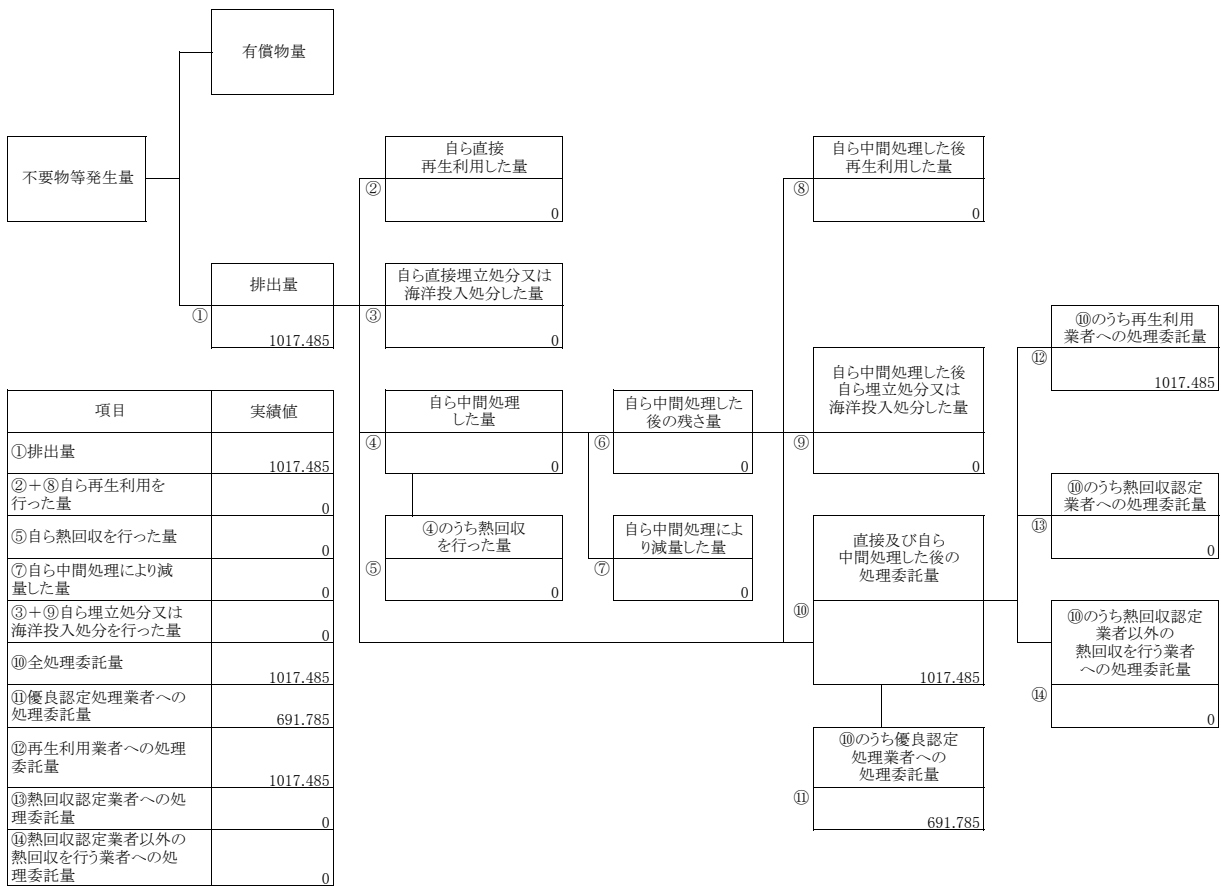 有償物量
不要物等発生量
自ら直接
再生利用した量
②
0
自ら中間処理した後
再生利用した量
⑧
0
排出量
①
1017.485
自ら直接埋立処分又は
海洋投入処分した量
③
0
⑩のうち再生利用
業者への処理委託量
⑫
1017.485
自ら中間処理
した量
④
0
自ら中間処理した
後の残さ量
⑥
0
自ら中間処理した後
自ら埋立処分又は
海洋投入処分した量
⑨
0
⑩のうち熱回収認定
業者への処理委託量
⑬
0
④のうち熱回収
を行った量
⑤
0
自ら中間処理によ
り減量した量
⑦
0
直接及び自ら
中間処理した後の
処理委託量
⑩
1017.485
⑩のうち熱回収認定
業者以外の
熱回収を行う業者
への処理委託量
⑭
0
⑩のうち優良認定
処理業者への
処理委託量
⑪
691.785
項目 実績値
①排出量
1017.485
②+⑧自ら再生利用を
行った量
0
⑤自ら熱回収を行った量
0
⑦自ら中間処理により減
量した量
0
③+⑨自ら埋立処分又は
海洋投入処分を行った量
0
⑩全処理委託量
1017.485
⑪優良認定処理業者への
処理委託量
691.785
⑫再生利用業者への処理
委託量
1017.485
⑬熱回収認定業者への処
理委託量
0
⑭熱回収認定業者以外の
熱回収を行う業者への処
理委託量
0